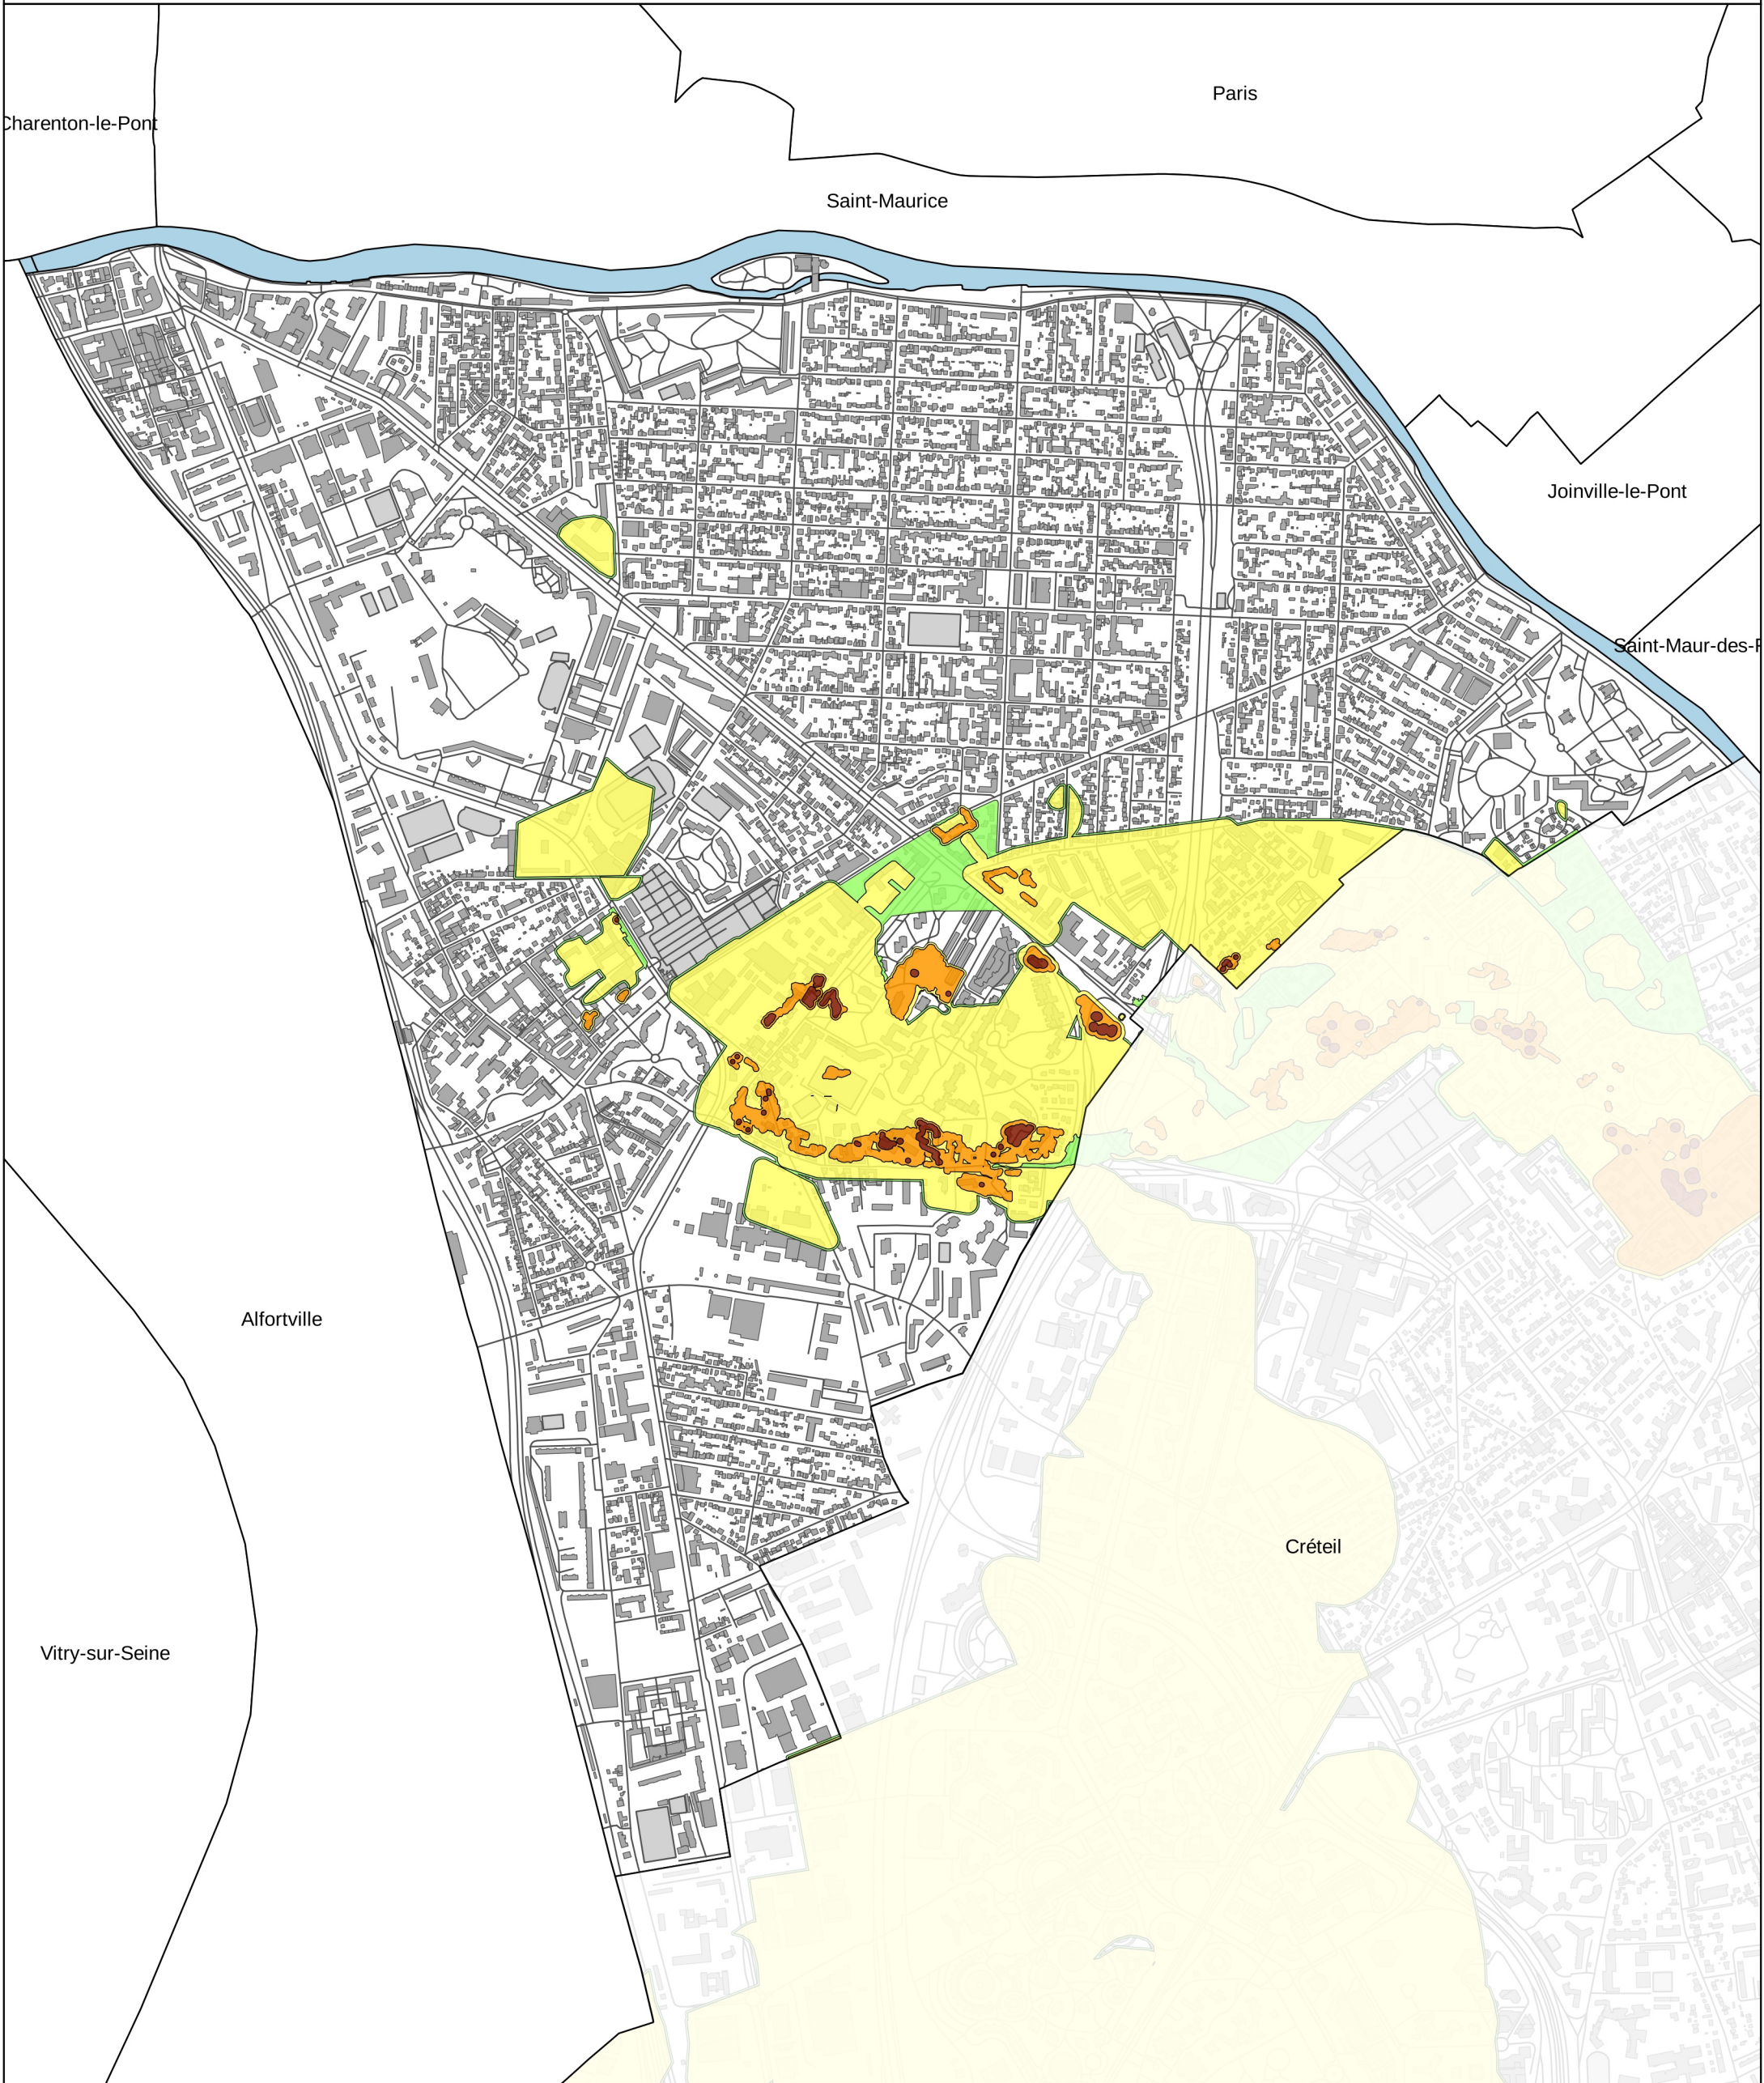 Paris
Charenton-le-Pont
Saint-Maurice
Joinville-le-Pont
Saint-Maur-des-F
Alfortville
Créteil
Vitry-sur-Seine